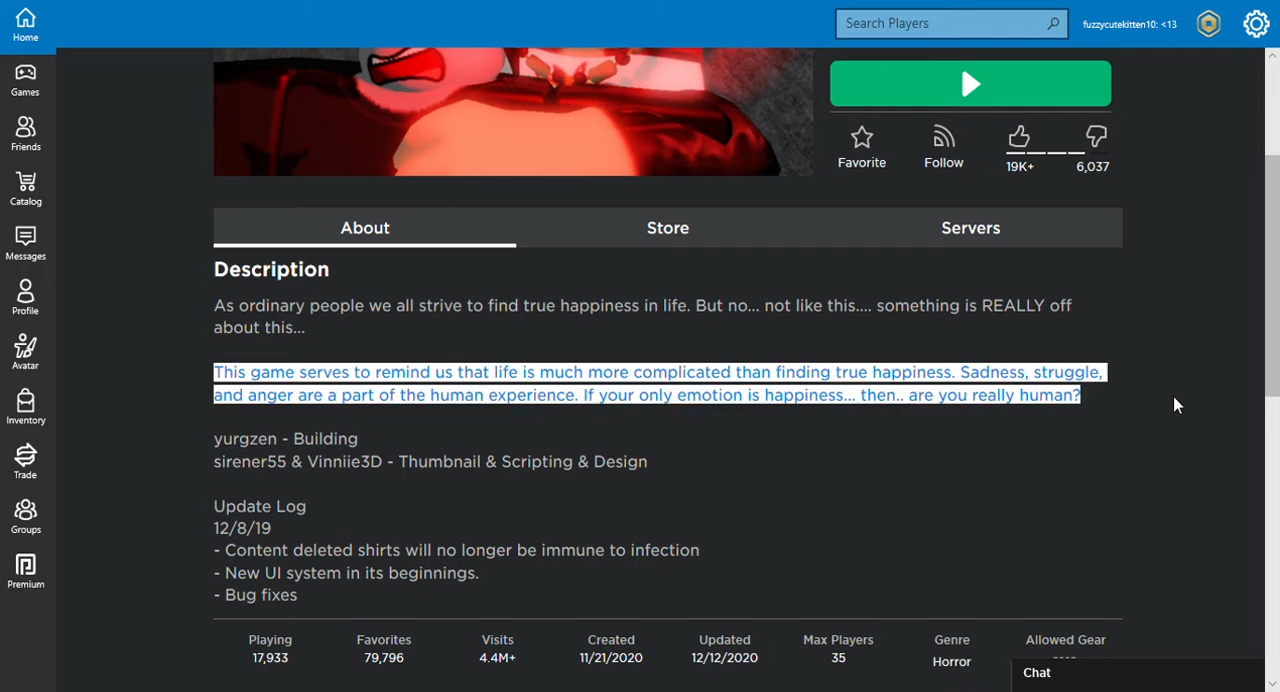 Home
Search Players
fuzzycutekitten10: <13
Games
Friends
Catalog
Messages
Profile
Avatar
Inventory
Trade
Groups
Premium
Favorite
Follow
19K+
6,037
About
Store
Servers
Description
As ordinary people we all strive to find true happiness in life. But no... not like this.... something is REALLY off
about this...
This game serves to remind us that life is much more complicated than finding true happiness. Sadness, struggle,
and anger are a part of the human experience. If your only emotion is happiness... then.. are you really human?
yurgzen - Building
sirener55 & Vinniie3D - Thumbnail & Scripting & Design
Update Log
12/8/19
- Content deleted shirts will no longer be immune to infection
- New UI system in its beginnings.
- Bug fixes
Playing
Favorites
Visits
Created
Updated
Max Players
Genre
Allowed Gear
17,933
79,796
4.4M+
11/21/2020
12/12/2020
35
Horror
Chat